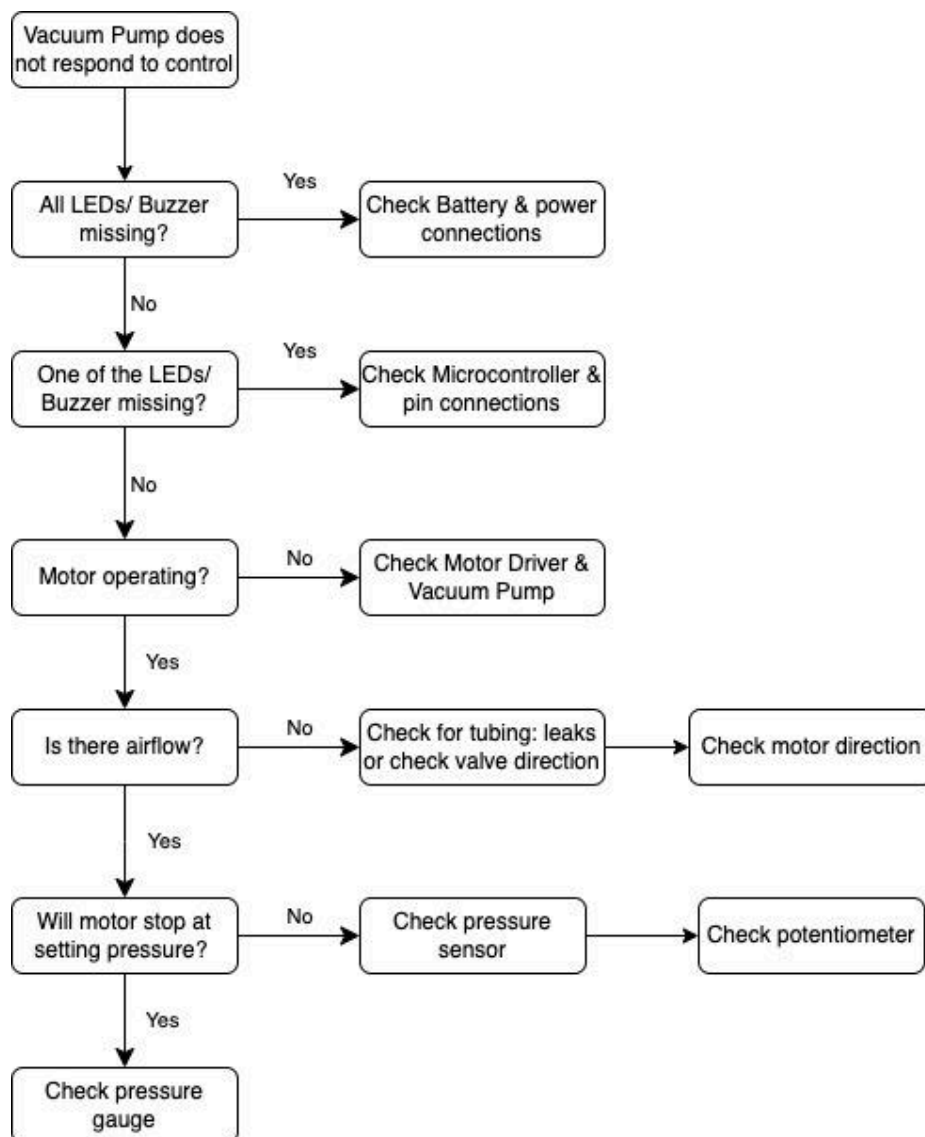 Vacuum Pump does
not respond to control
All LEDs/ Buzzer
missing?
Yes
Check Battery & power
connections
No
One of the LEDs/
Buzzer missing?
Yes
Check Microcontroller &
pin connections
No
Motor operating?
No
Check Motor Driver &
Vacuum Pump
Yes
Is there airflow?
No
Check for tubing: leaks
or check valve direction
Check motor direction
Yes
Will motor stop at
setting pressure?
No
Check pressure
sensor
Check potentiometer
Yes
Check pressure
gauge